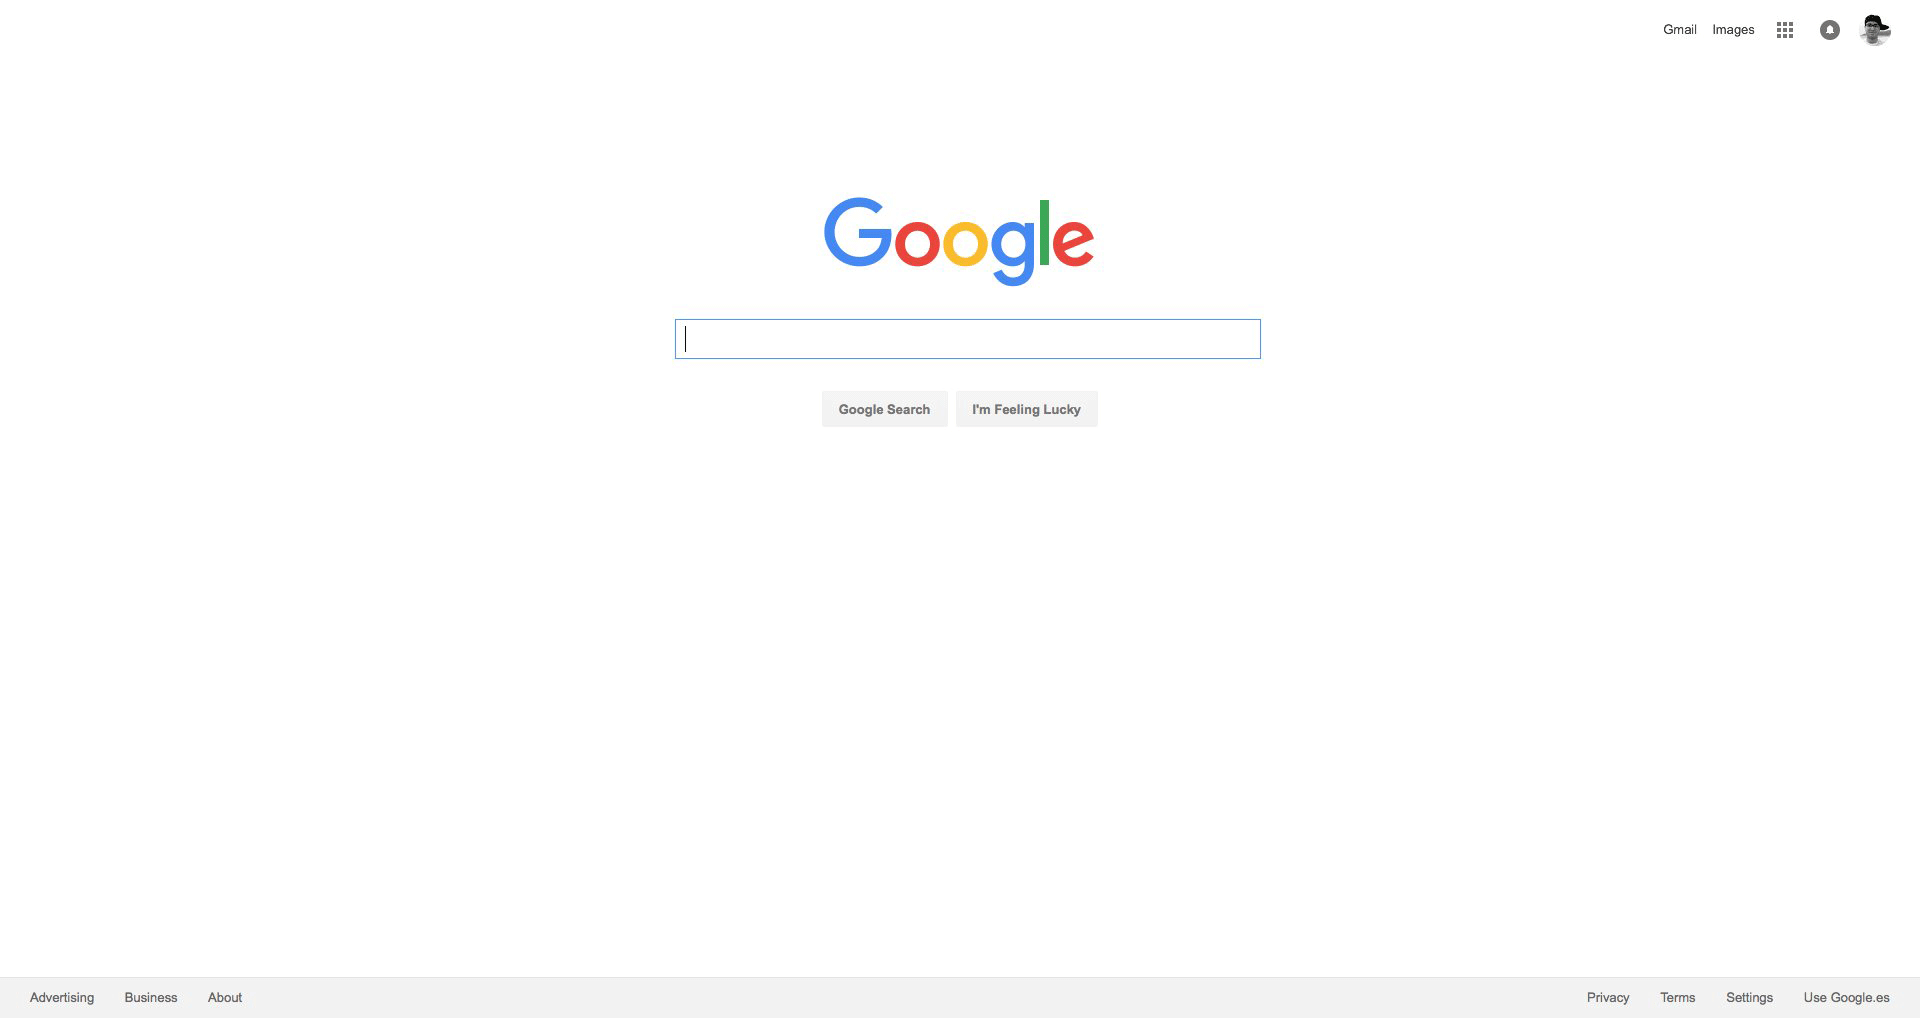 Gmail Images
Google
Google Search I'm Feeling Lucky
Advertising Business About Privacy Terms Settings Use Google.es